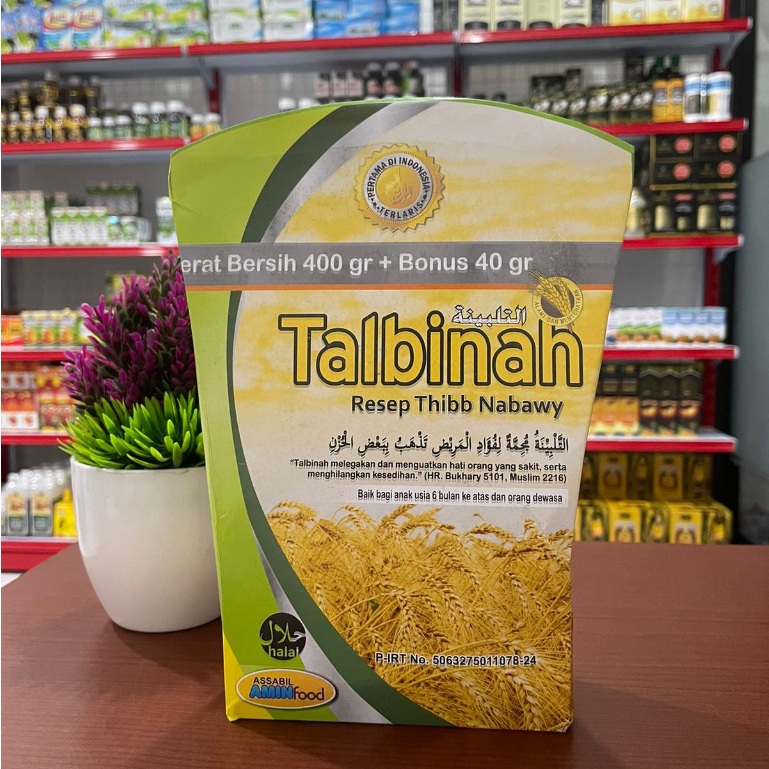 PERTAMA DI INDONESIA
TERLARIS
erat Bersih 400 gr + Bonus 40 gr
التلبينة
Talbinah
Resep Thibb Nabawy
التَّلْبِيْنَةُ مُجِمَّةٌ لِفُؤَادِ الْمَرِيْضِ تَذْهَبُ بِبَعْضِ الْحُزْنِ
"Talbinah melegakan dan menguatkan hati orang yang sakit, serta
menghilangkan kesedihan." (HR. Bukhary 5101, Muslim 2216)
Baik bagi anak usia 6 bulan ke atas dan orang dewasa
حلال
halal
P-IRT No. 5063275011078-24
ASSABIL
AMINfood